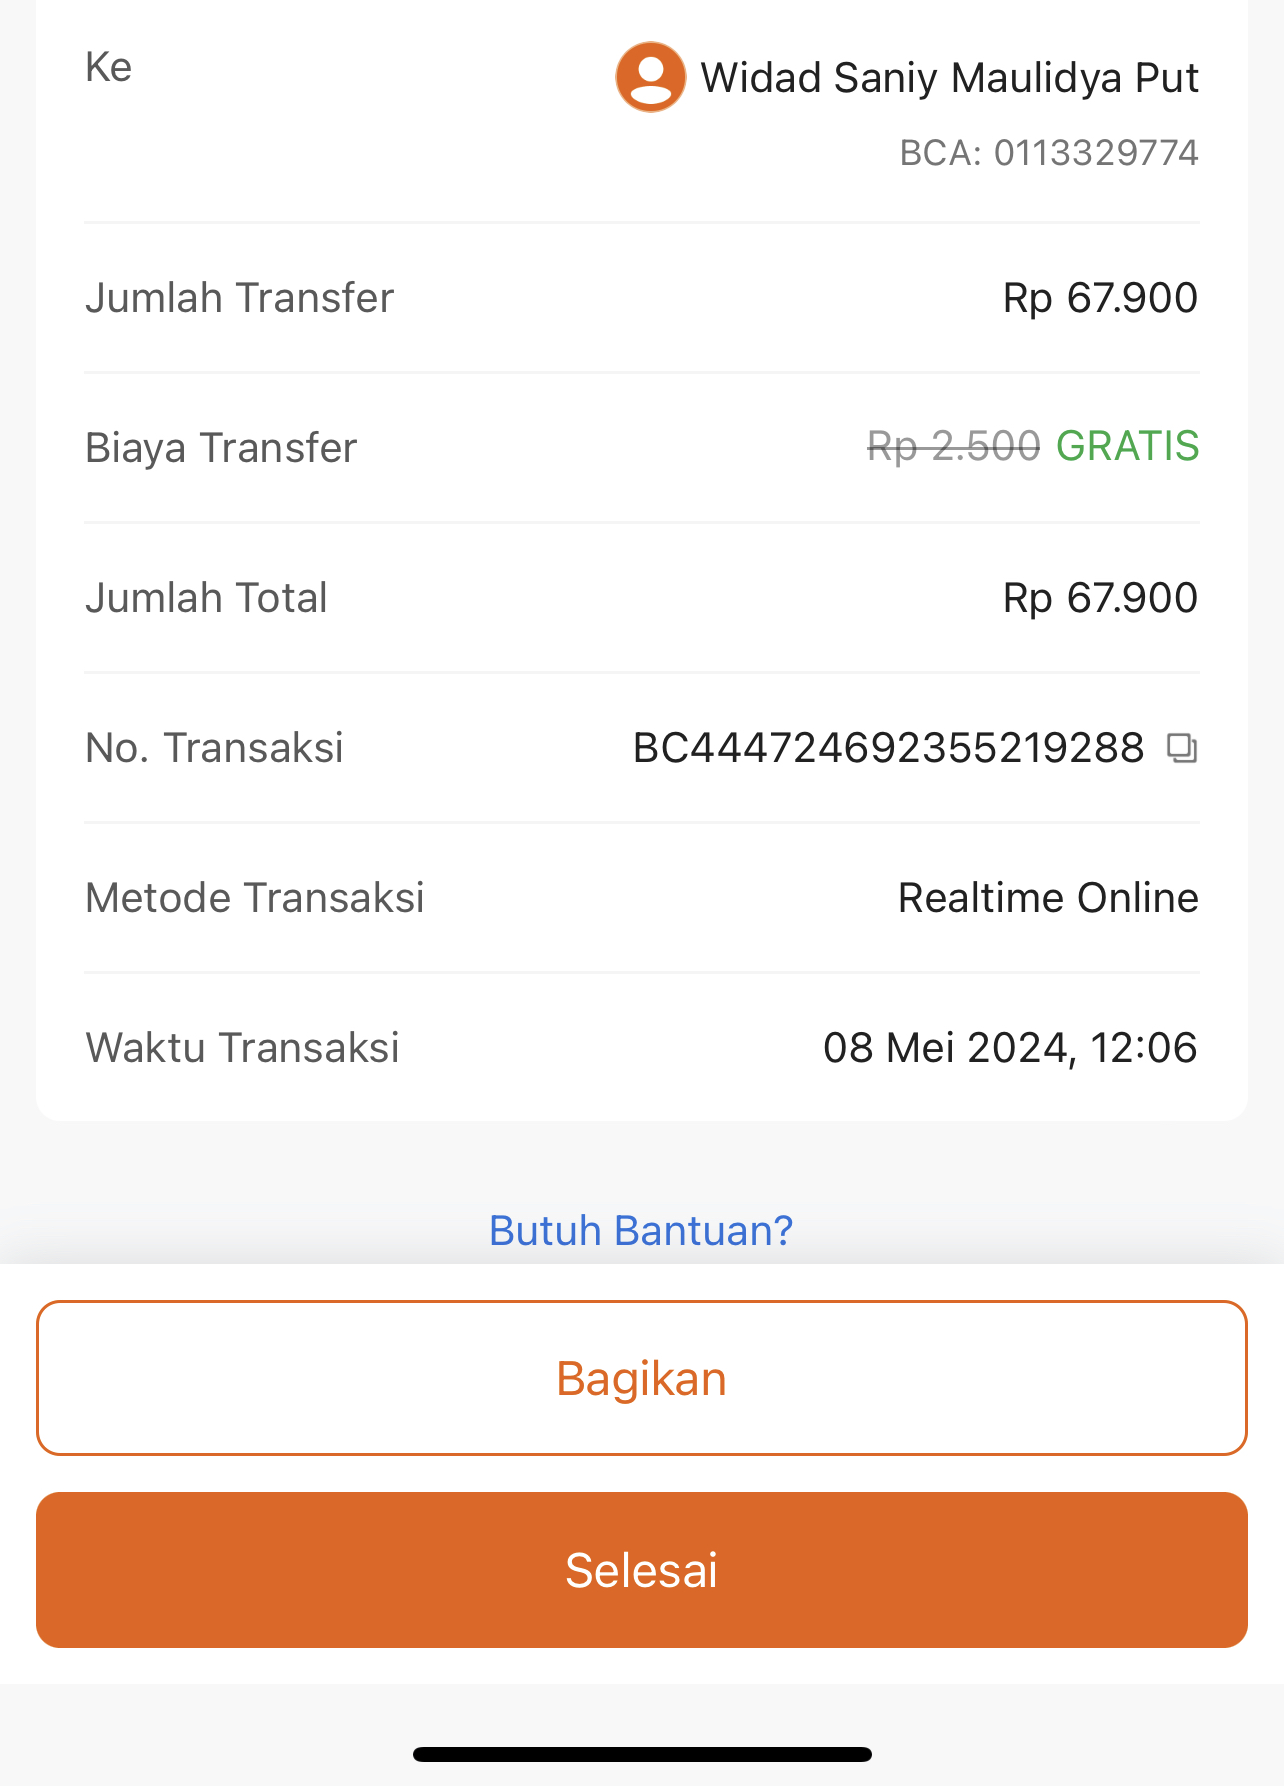 Ke
Widad Saniy Maulidya Put
BCA: 0113329774
Jumlah Transfer Rp 67.900
Biaya Transfer Rp 2.500 GRATIS
Jumlah Total Rp 67.900
No. Transaksi BC444724692355219288
Metode Transaksi Realtime Online
Waktu Transaksi 08 Mei 2024, 12:06
Butuh Bantuan?
Bagikan
Selesai